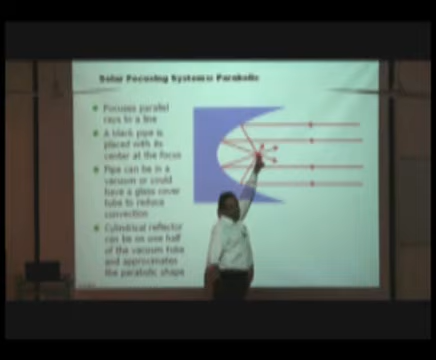 Solar Focusing Systems: Parabolic
Focuses parallel
rays to a line
A black pipe is
placed with its
center at the focus
Pipe can be in a
vacuum or could
have a glass cover
tube to reduce
convection
Cylindrical reflector
can be on one half
of the vacuum tube
and approximates
the parabolic shape